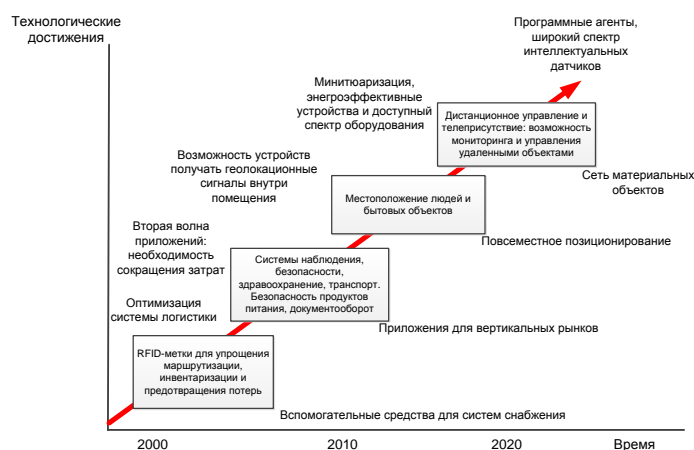 Технологические
достижения
Программные агенты,
широкий спектр
интеллектуальных
датчиков
Минитюаризация,
энегроэффективные
устройства и доступный
спектр оборудования
Дистанционное управление и
телеприсутствие: возможность
мониторинга и управления
удаленными объектами
Сеть материальных
объектов
Возможность устройств
получать геолокационные
сигналы внутри
помещения
Местоположение людей и
бытовых объектов
Повсеместное позиционирование
Вторая волна
приложений:
необходимость
сокращения затрат
Системы наблюдения,
безопасности,
здравоохранение, транспорт.
Безопасность продуктов
питания, документооборот
Приложения для вертикальных рынков
Оптимизация
системы логистики
RFID-метки для упрощения
маршрутизации,
инвентаризации и
предотвращения потерь
Вспомогательные средства для систем снабжения
2000 2010 2020 Время